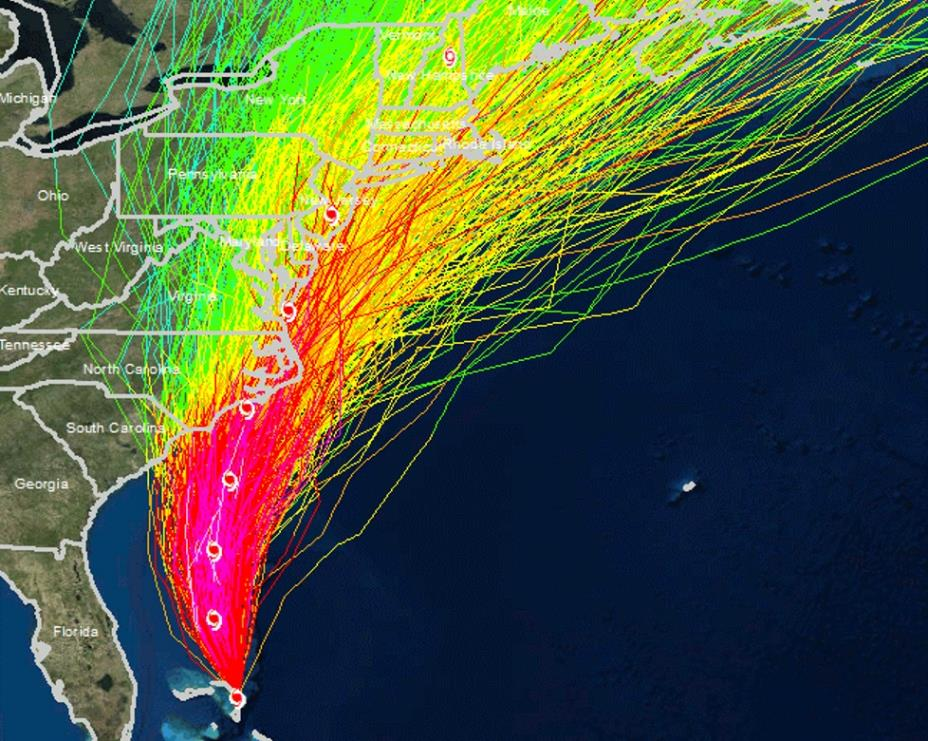 Maine
Vermont
New Hampshire
Michigan
New York
Massachusetts
Connecticut
Rhode Island
Pennsylvania
Ohio
New Jersey
Maryland
Delaware
West Virginia
Kentucky
Virginia
Tennessee
North Carolina
South Carolina
Georgia
Florida